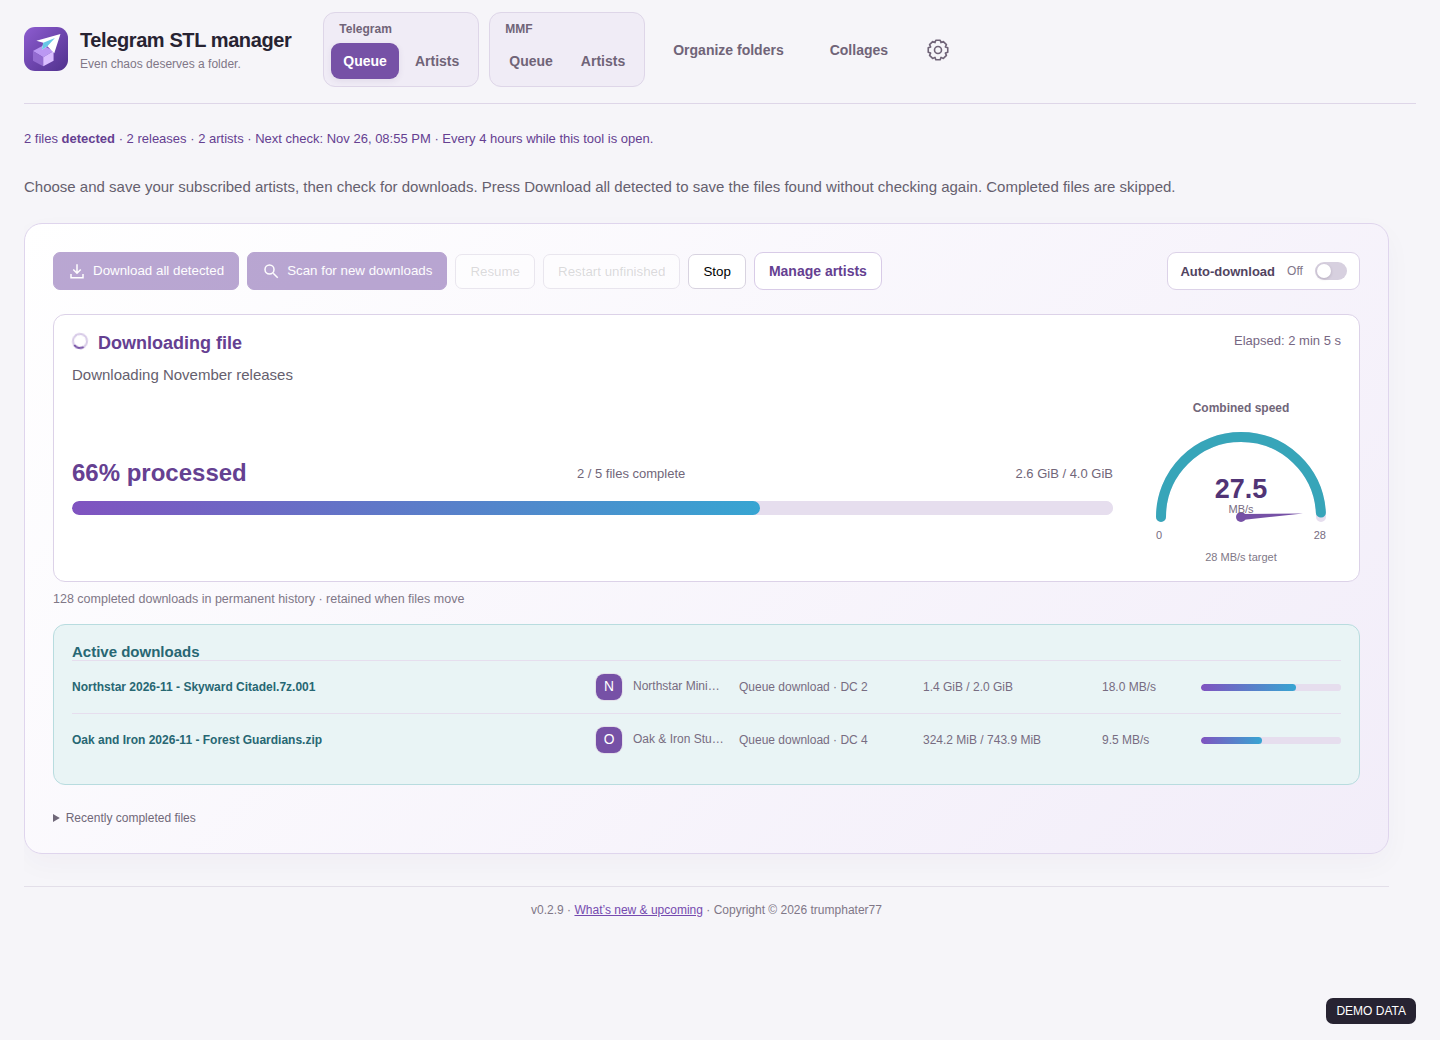 Telegram STL manager
Even chaos deserves a folder.
Telegram
Queue Artists
MMF
Queue Artists
Organize folders
Collages
2 files detected · 2 releases · 2 artists · Next check: Nov 26, 08:55 PM · Every 4 hours while this tool is open.
Choose and save your subscribed artists, then check for downloads. Press Download all detected to save the files found without checking again. Completed files are skipped.
Download all detected
Scan for new downloads
Resume
Restart unfinished
Stop
Manage artists
Auto-download Off
Downloading file
Elapsed: 2 min 5 s
Downloading November releases
66% processed
2 / 5 files complete
2.6 GiB / 4.0 GiB
Combined speed
27.5
MB/s
0 28
28 MB/s target
128 completed downloads in permanent history · retained when files move
Active downloads
Northstar 2026-11 - Skyward Citadel.7z.001 N Northstar Mini… Queue download · DC 2 1.4 GiB / 2.0 GiB 18.0 MB/s
Oak and Iron 2026-11 - Forest Guardians.zip O Oak & Iron Stu… Queue download · DC 4 324.2 MiB / 743.9 MiB 9.5 MB/s
Recently completed files
v0.2.9 · What's new & upcoming · Copyright © 2026 trumphater77
DEMO DATA